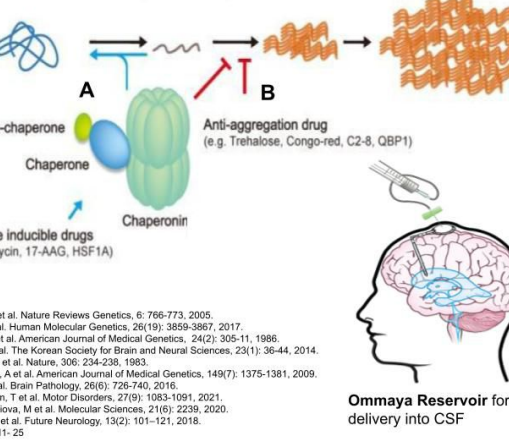 A
B
-chaperone
Chaperone
Chaperonin
Anti-aggregation drug
(e.g. Trehalose, Congo-red, C2-8, QBP1)
e inducible drugs
ycin, 17-AAG, HSF1A)
et al. Nature Reviews Genetics, 6: 766-773, 2005.
al. Human Molecular Genetics, 26(19): 3859-3867, 2017.
et al. American Journal of Medical Genetics, 24(2): 305-11, 1986.
al. The Korean Society for Brain and Neural Sciences, 23(1): 36-44, 2014.
et al. Nature, 306: 234-238, 1983.
, A et al. American Journal of Medical Genetics, 149(7): 1375-1381, 2009.
al. Brain Pathology, 26(6): 726-740, 2016.
n, T et al. Motor Disorders, 27(9): 1083-1091, 2021.
iova, M et al. Molecular Sciences, 21(6): 2239, 2020.
et al. Future Neurology, 13(2): 101–121, 2018.
11- 25
Ommaya Reservoir for
delivery into CSF